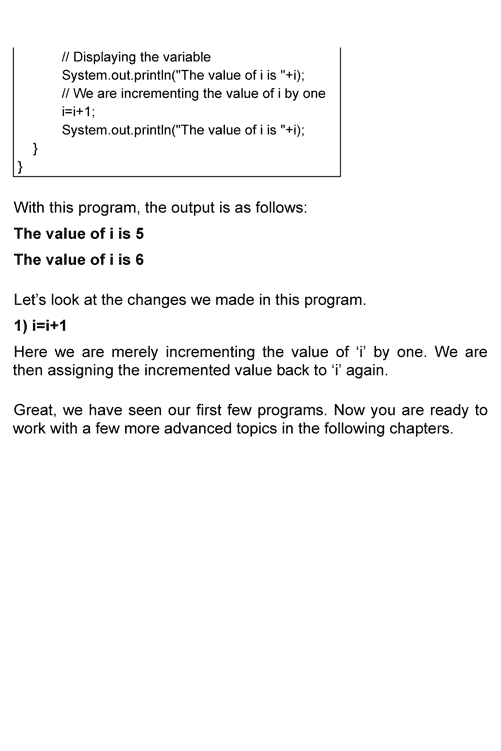 // Displaying the variable
System.out.println("The value of i is "+i);
// We are incrementing the value of i by one
i=i+1;
System.out.println("The value of i is "+i);
}
}
With this program, the output is as follows:
The value of i is 5
The value of i is 6
Let's look at the changes we made in this program.
1) i=i+1
Here we are merely incrementing the value of ‘i’ by one. We are
then assigning the incremented value back to ‘i’ again.
Great, we have seen our first few programs. Now you are ready to
work with a few more advanced topics in the following chapters.